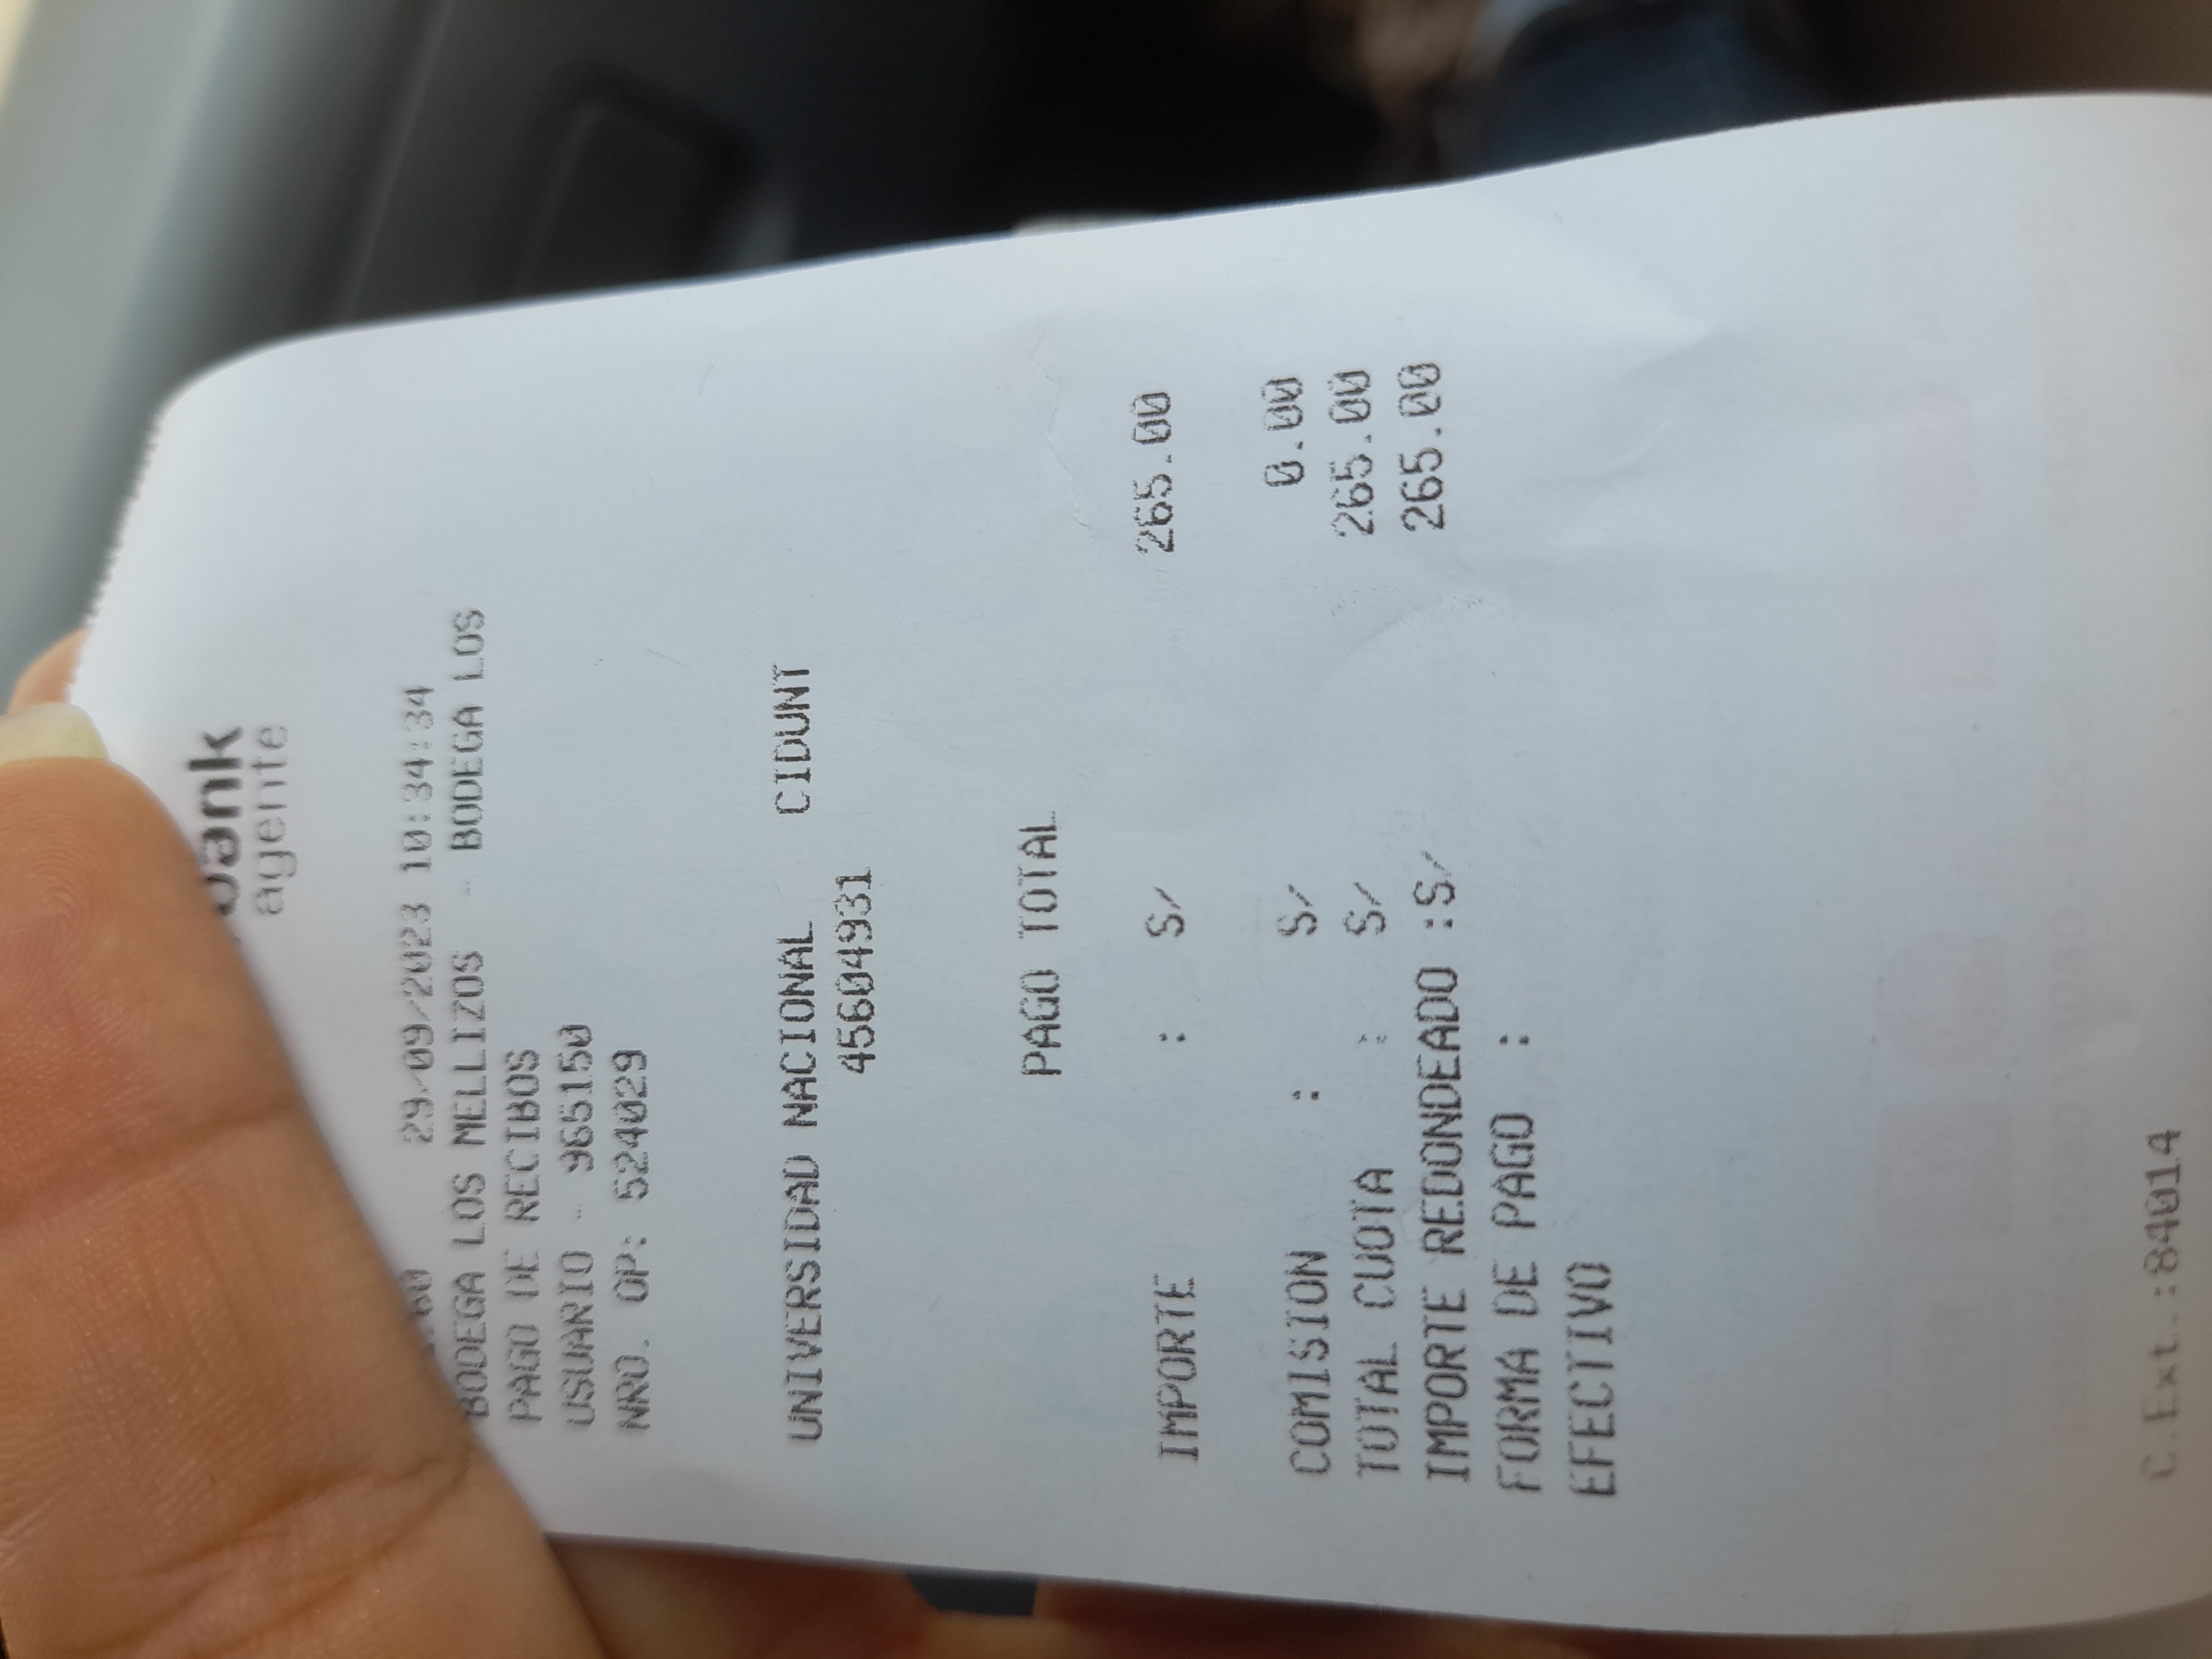 bank
agente
29/09/2023 10:34:34
BODEGA LOS MELLIZOS - BODEGA LOS
PAGO DE RECIBOS
USUARIO - 965150
NRO. OP: 524029
UNIVERSIDAD NACIONAL CIDUNT
45604931
PAGO TOTAL
IMPORTE : S/ 265.00
COMISION : S/ 0.00
TOTAL CUOTA : S/ 265.00
IMPORTE REDONDEADO :S/ 265.00
FORMA DE PAGO :
EFECTIVO
C.Ext.:84014